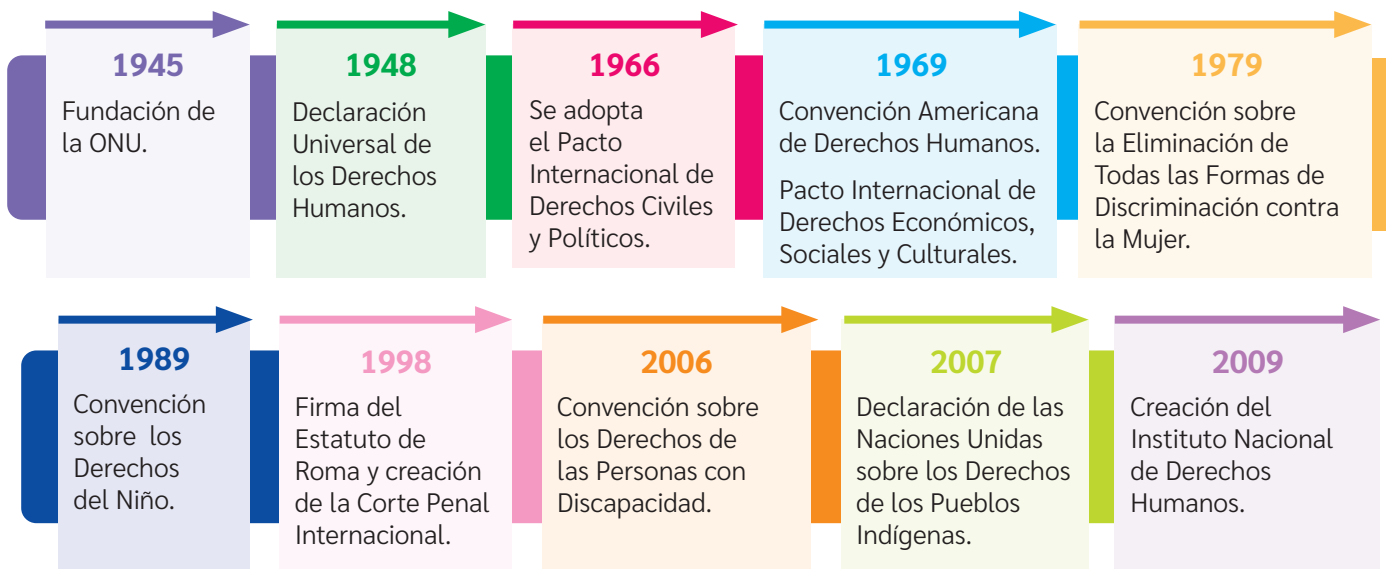 1945
Fundación de
la ONU.
1948
Declaración
Universal de
los Derechos
Humanos.
1966
Se adopta
el Pacto
Internacional de
Derechos Civiles
y Políticos.
1969
Convención Americana
de Derechos Humanos.
Pacto Internacional de
Derechos Económicos,
Sociales y Culturales.
1979
Convención sobre
la Eliminación de
Todas las Formas de
Discriminación contra
la Mujer.
1989
Convención
sobre los
Derechos
del Niño.
1998
Firma del
Estatuto de
Roma y creación
de la Corte Penal
Internacional.
2006
Convención sobre
los Derechos de
las Personas con
Discapacidad.
2007
Declaración de las
Naciones Unidas
sobre los Derechos
de los Pueblos
Indígenas.
2009
Creación del
Instituto Nacional
de Derechos
Humanos.